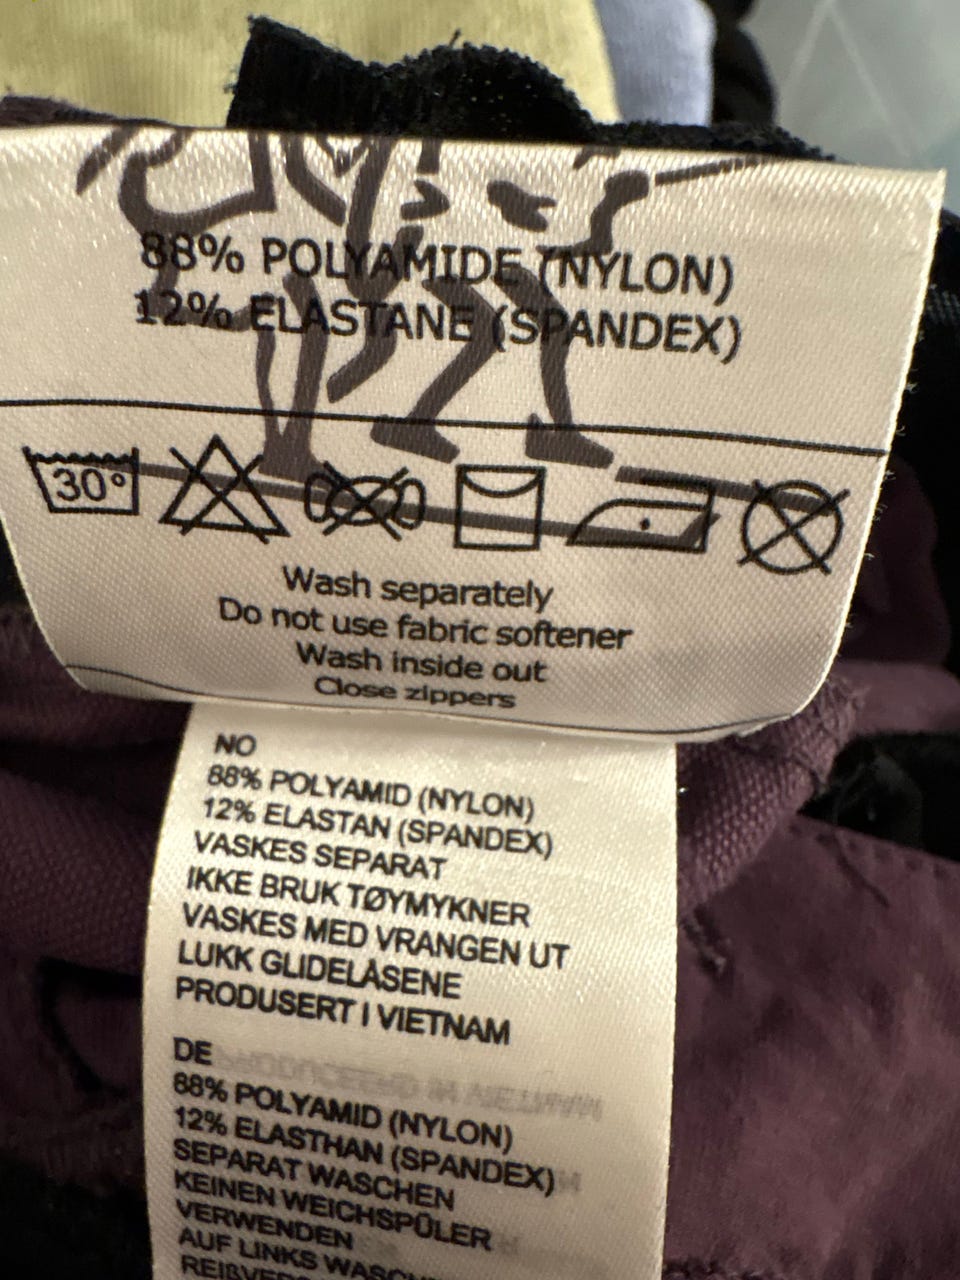 88% POLYAMIDE (NYLON)
12% ELASTANE (SPANDEX)
30°
Wash separately
Do not use fabric softener
Wash inside out
Close zippers
NO
88% POLYAMID (NYLON)
12% ELASTAN (SPANDEX)
VASKES SEPARAT
IKKE BRUK TØYMYKNER
VASKES MED VRANGEN UT
LUKK GLIDELÅSENE
PRODUSERT I VIETNAM
DE
88% POLYAMID (NYLON)
12% ELASTHAN (SPANDEX)
SEPARAT WASCHEN
KEINEN WEICHSPÜLER
VERWENDEN
AUF LINKS